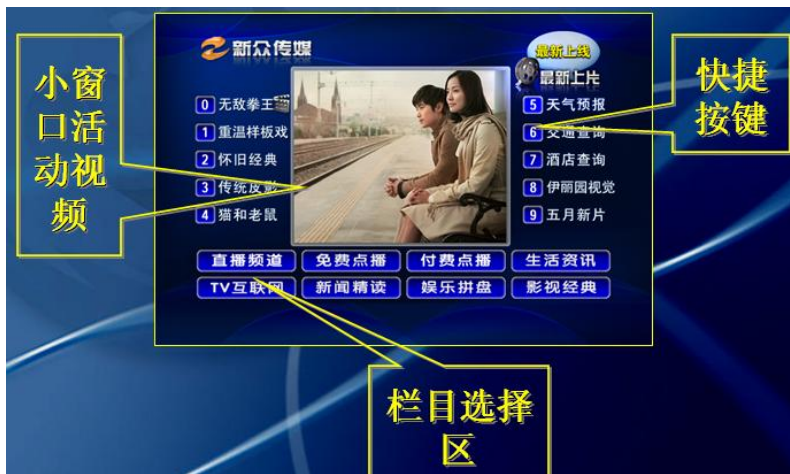 小窗
口活
动视
频
新众传媒
最新上线
最新上片
0 无敌拳王
1 重温样板戏
2 怀旧经典
3 传统皮影
4 猫和老鼠
5 天气预报
6 交通查询
7 酒店查询
8 伊丽园视觉
9 五月新片
直播频道 免费点播 付费点播 生活资讯
TV互联网 新闻精读 娱乐拼盘 影视经典
快捷
按键
栏目选择
区